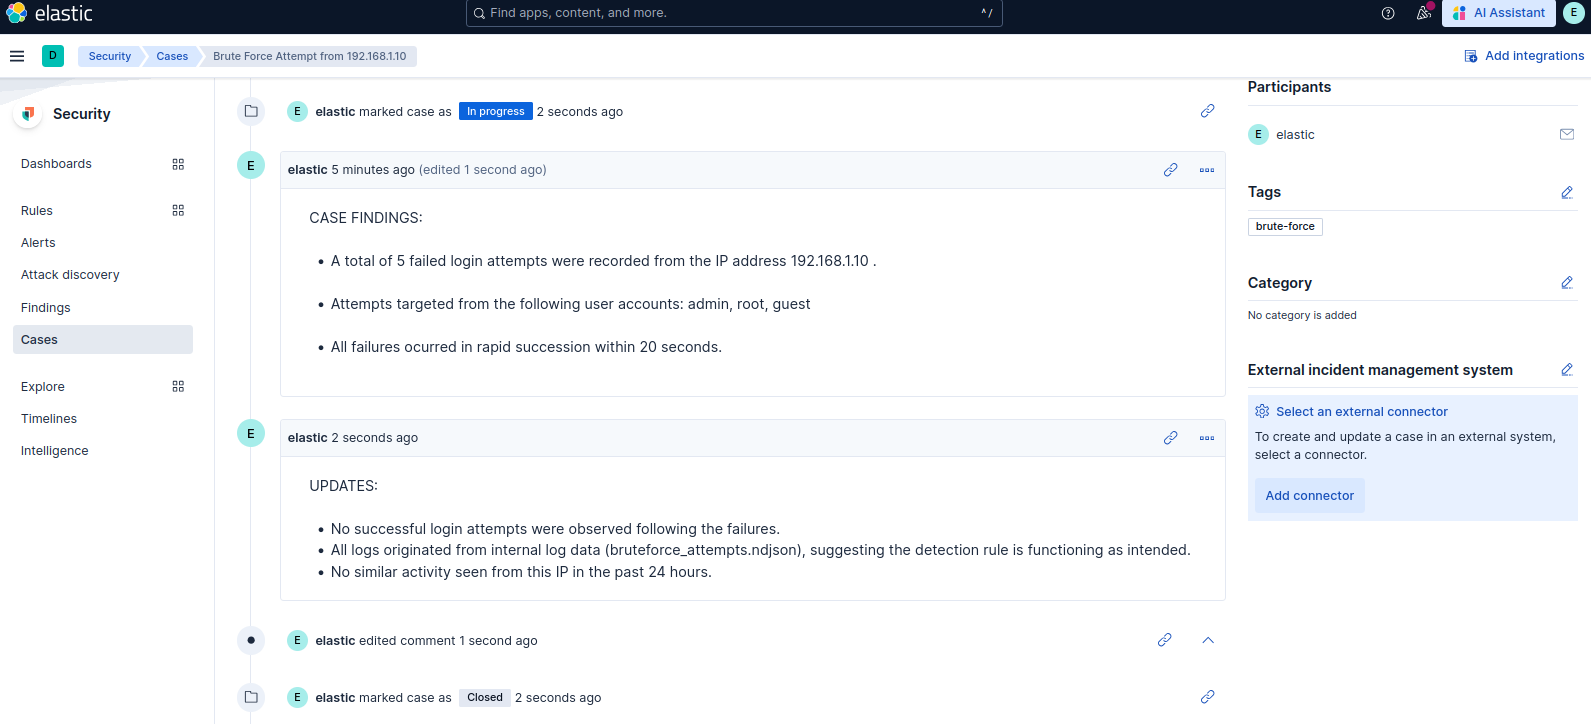 elastic
Find apps, content, and more.
^ /
AI Assistant
E
D
Security
Cases
Brute Force Attempt from 192.168.1.10
Add integrations
Security
Dashboards
Rules
Alerts
Attack discovery
Findings
Cases
Explore
Timelines
Intelligence
E elastic marked case as In progress 2 seconds ago
E
elastic 5 minutes ago (edited 1 second ago)
CASE FINDINGS:
• A total of 5 failed login attempts were recorded from the IP address 192.168.1.10 .
• Attempts targeted from the following user accounts: admin, root, guest
• All failures ocurred in rapid succession within 20 seconds.
E
elastic 2 seconds ago
UPDATES:
• No successful login attempts were observed following the failures.
• All logs originated from internal log data (bruteforce_attempts.ndjson), suggesting the detection rule is functioning as intended.
• No similar activity seen from this IP in the past 24 hours.
E elastic edited comment 1 second ago
E elastic marked case as Closed 2 seconds ago
Participants
E elastic
Tags
brute-force
Category
No category is added
External incident management system
Select an external connector
To create and update a case in an external system,
select a connector.
Add connector